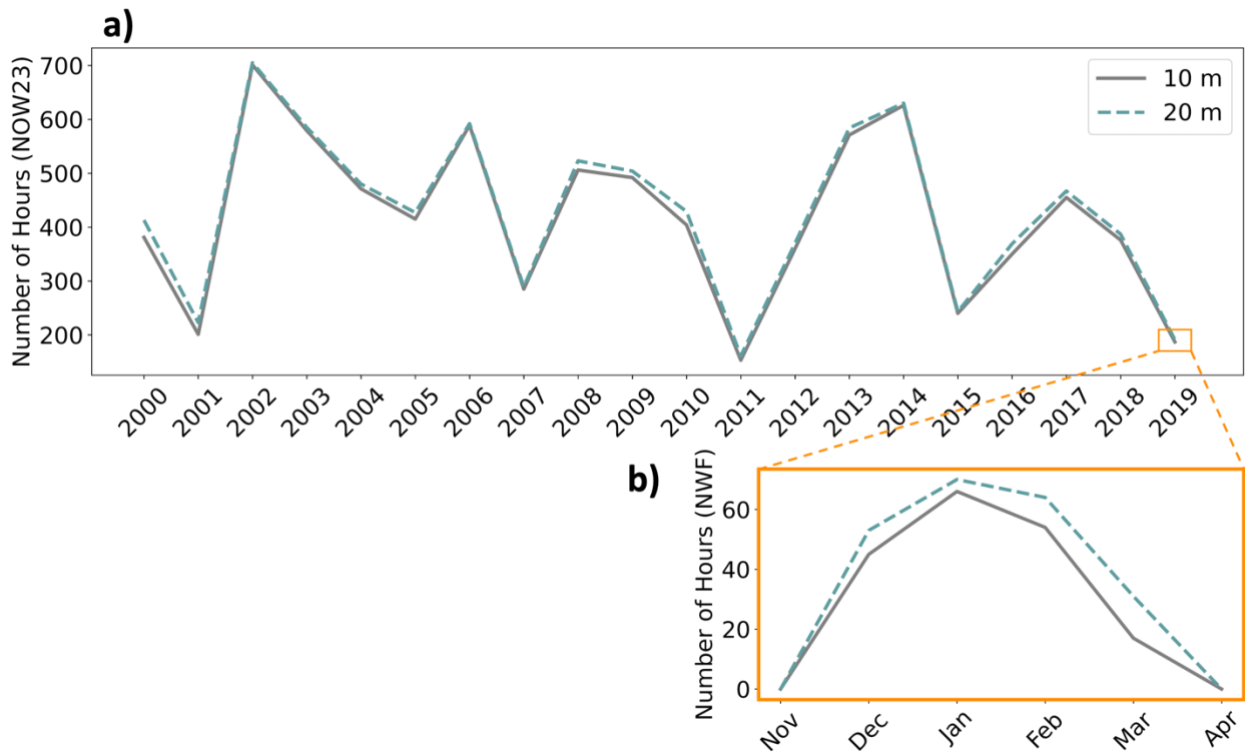 a)
Number of Hours (NOW23)
700
600
500
400
300
200
10 m
20 m
2000 2001 2002 2003 2004 2005 2006 2007 2008 2009 2010 2011 2012 2013 2014 2015 2016 2017 2018 2019
b)
Number of Hours (NWF)
60
40
20
0
Nov Dec Jan Feb Mar Apr